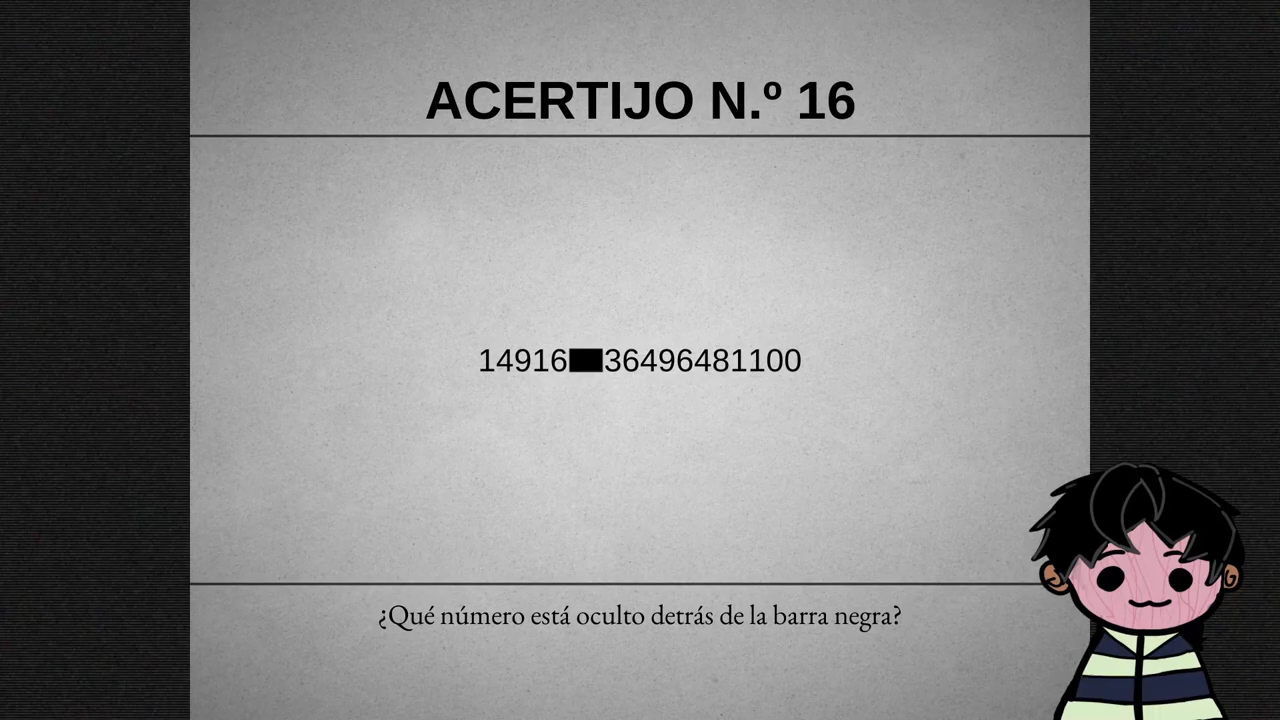 ACERTIJO N.º 16
14916 36496481100
¿Qué número está oculto detrás de la barra negra?